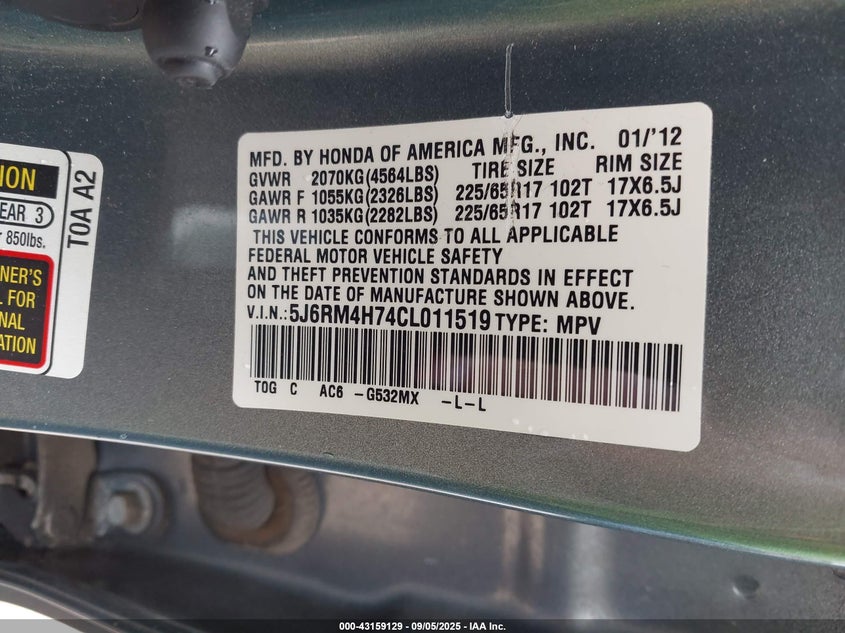 ION
EAR 3
850lbs.
NER'S
FOR
NAL
ATION
TOA A2
MFD. BY HONDA OF AMERICA MFG., INC. 01/'12
GVWR 2070KG(4564LBS) TIRE SIZE RIM SIZE
GAWR F 1055KG(2326LBS) 225/65R17 102T 17X6.5J
GAWR R 1035KG(2282LBS) 225/65R17 102T 17X6.5J
THIS VEHICLE CONFORMS TO ALL APPLICABLE
FEDERAL MOTOR VEHICLE SAFETY
AND THEFT PREVENTION STANDARDS IN EFFECT
ON THE DATE OF MANUFACTURE SHOWN ABOVE.
V.I.N.:5J6RM4H74CL011519 TYPE: MPV
TOG C AC6 -G532MX -L-L
000-43159129 - 09/05/2025 - IAA Inc.